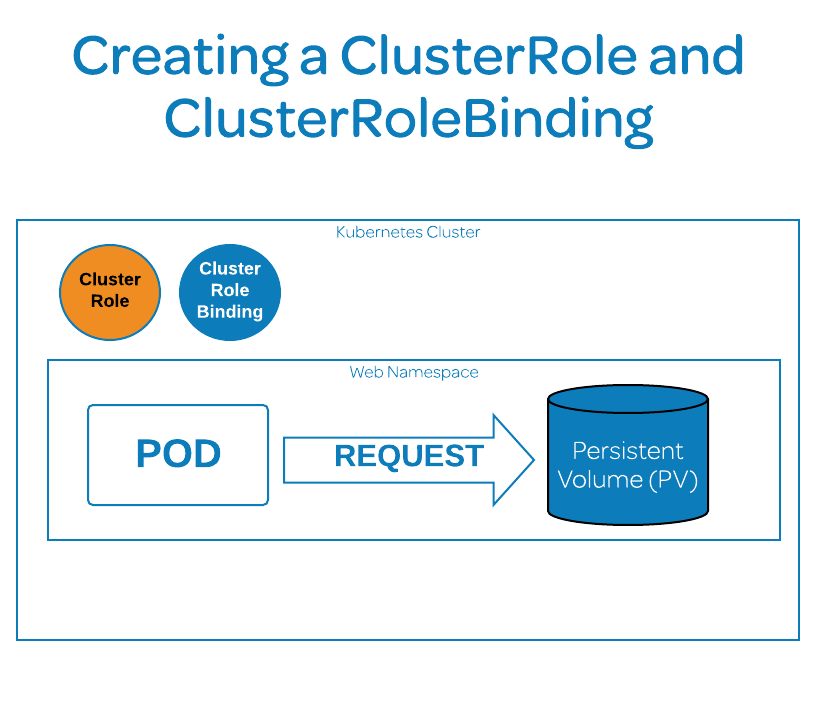 Creating a ClusterRole and
ClusterRoleBinding
Kubernetes Cluster
Cluster
Role
Cluster
Role
Binding
Web Namespace
POD
REQUEST
Persistent
Volume (PV)